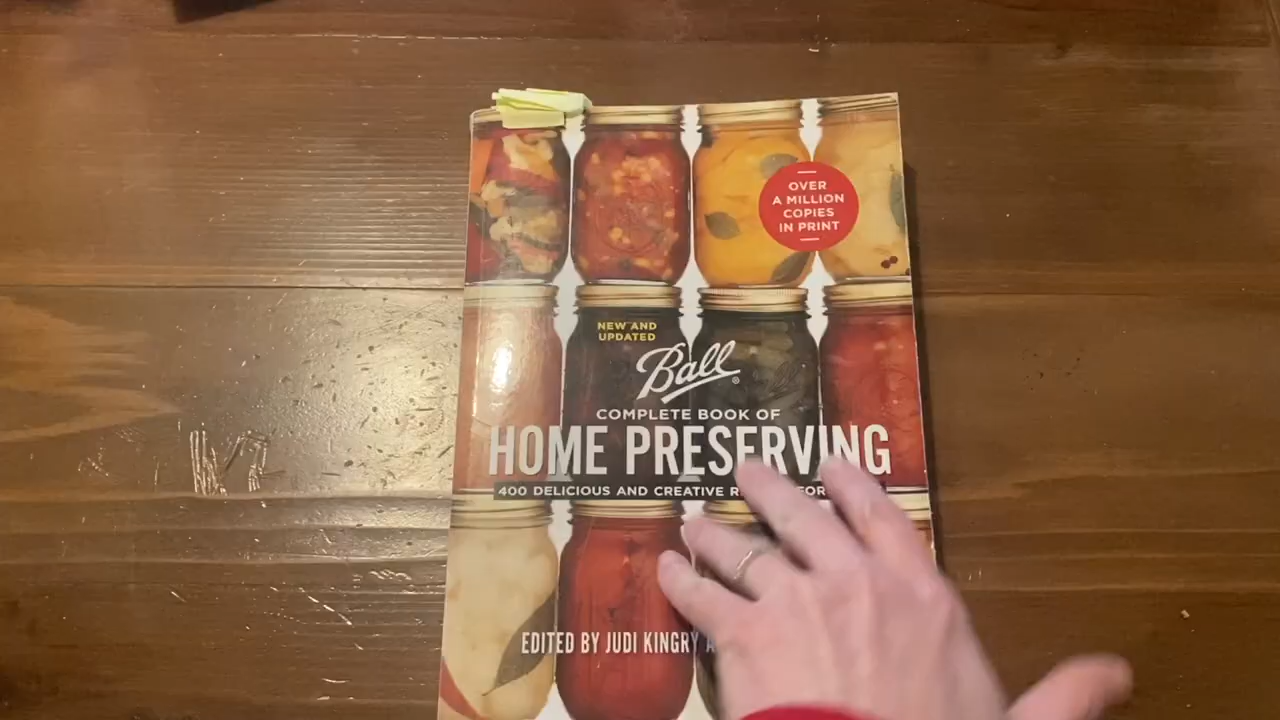 OVER
A MILLION
COPIES
IN PRINT
NEW AND
UPDATED
Ball
COMPLETE BOOK OF
HOME PRESERVING
400 DELICIOUS AND CREATIVE FOR
EDITED BY JUDI KINGRY